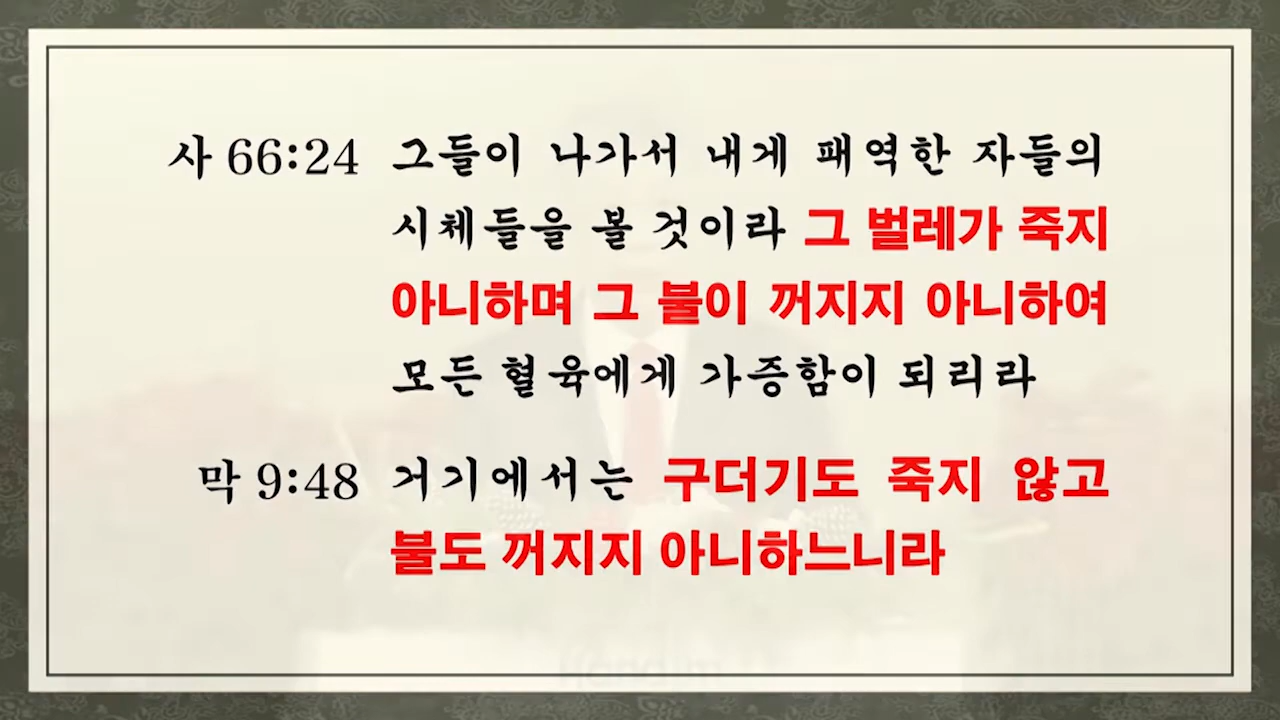 사 66:24 그들이 나가서 내게 패역한 자들의
시체들을 볼 것이라 그 벌레가 죽지
아니하며 그 불이 꺼지지 아니하여
모든 혈육에게 가증함이 되리라
막 9:48 거기에서는 구더기도 죽지 않고
불도 꺼지지 아니하느니라